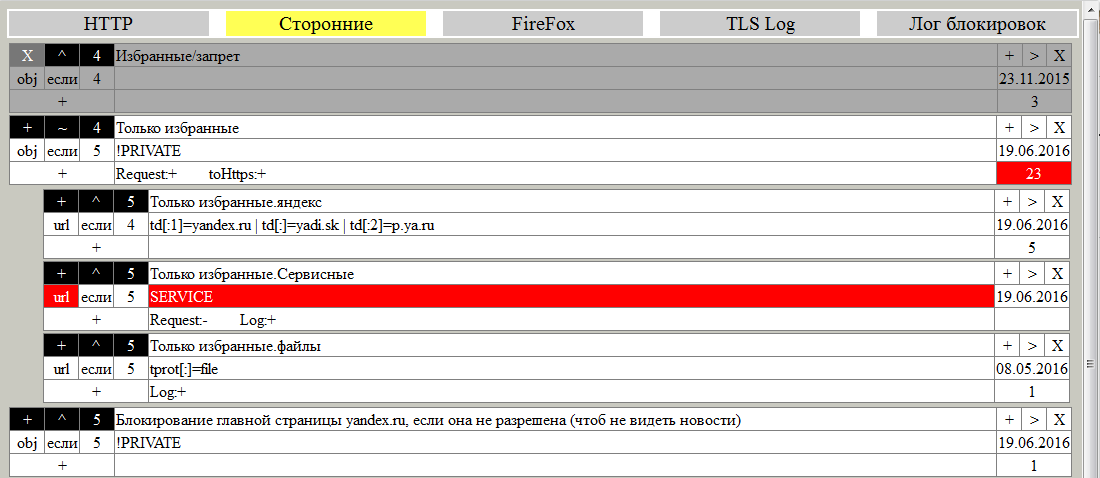 HTTP Сторонние FireFox TLS Log Лог блокировок
X ^ 4 Избранные/запрет + > X
obj если 4 23.11.2015
+ 3
+ ~ 4 Только избранные + > X
obj если 5 !PRIVATE 19.06.2016
+ Request:+ toHttps:+ 23
+ ^ 5 Только избранные.яндекс + > X
url если 4 td[:1]=yandex.ru | td[:]=yadi.sk | td[:2]=p.ya.ru 19.06.2016
+ 5
+ ^ 5 Только избранные.Сервисные + > X
url если 5 SERVICE 19.06.2016
+ Request:- Log:+
+ ^ 5 Только избранные.файлы + > X
url если 5 tprot[:]=file 08.05.2016
+ Log:+ 1
+ ^ 5 Блокирование главной страницы yandex.ru, если она не разрешена (чтоб не видеть новости) + > X
obj если 5 !PRIVATE 19.06.2016
+ 1